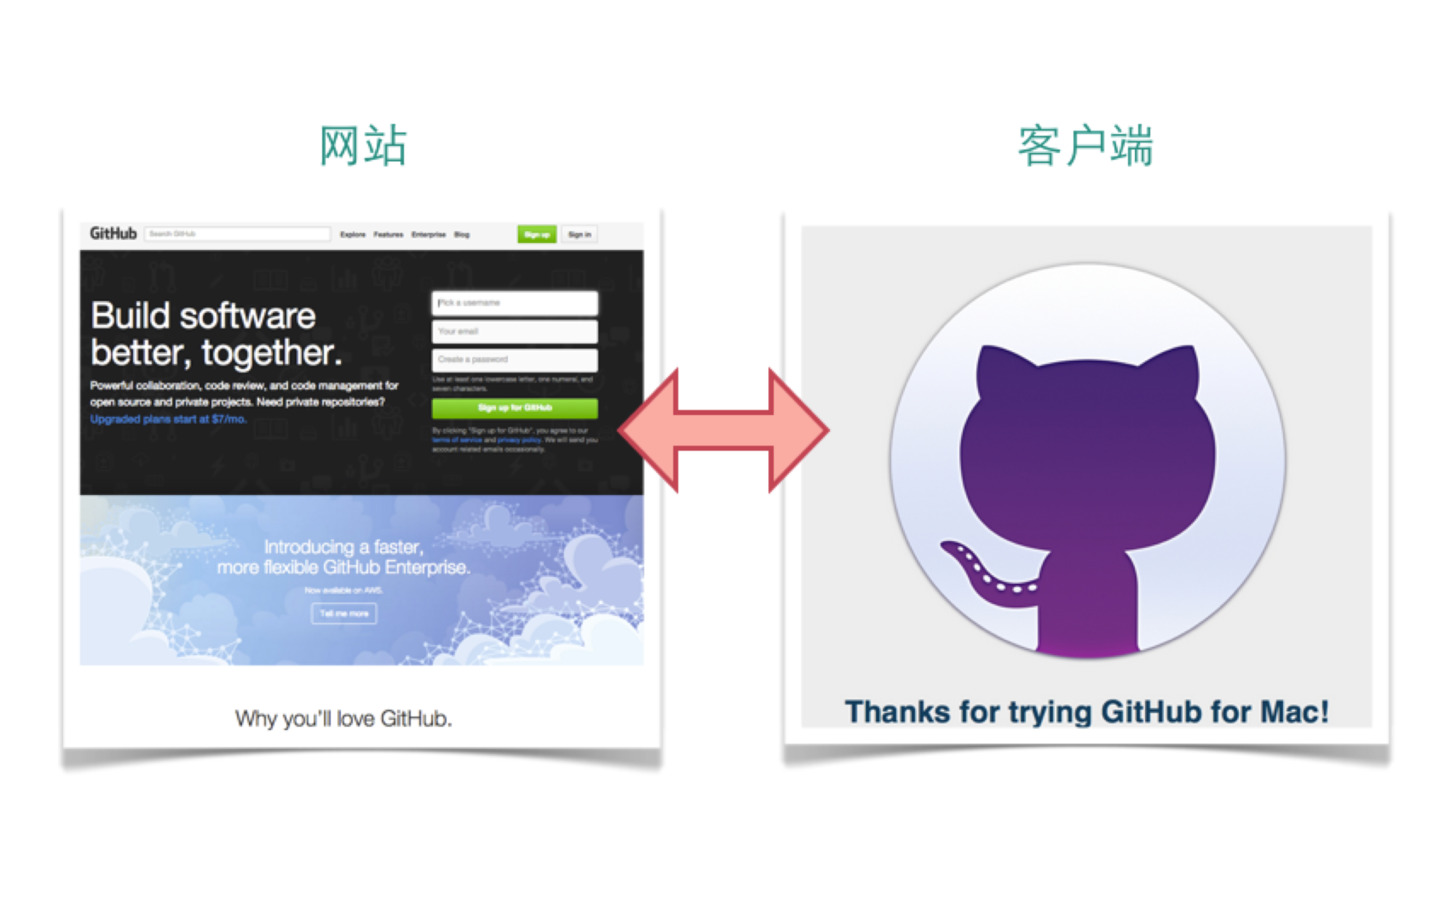 网站
客户端
GitHub Search GitHub Explore Features Enterprise Blog Sign up Sign in
Build software
better, together.
Powerful collaboration, code review, and code management for
open source and private projects. Need private repositories?
Upgraded plans start at $7/mo.
Pick a username
Your email
Create a password
Use at least one lowercase letter, one numeral, and
seven characters.
Sign up for GitHub
By clicking "Sign up for GitHub", you agree to our
terms of service and privacy policy. We will send you
account related emails occasionally.
Introducing a faster,
more flexible GitHub Enterprise.
Now available on AWS.
Tell me more
Why you'll love GitHub.
Thanks for trying GitHub for Mac!